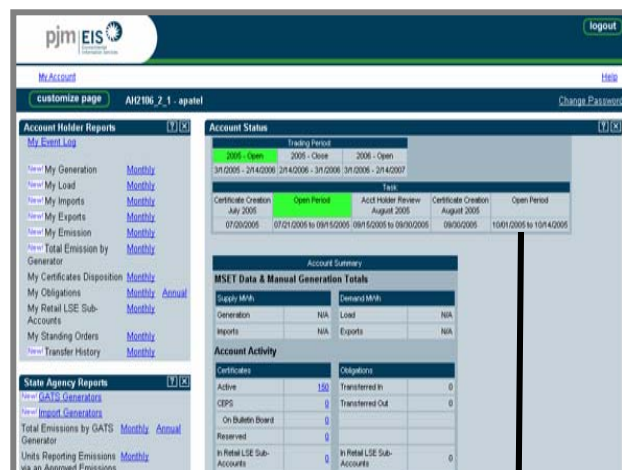 pjm EIS
Environmental
Information Services
logout
My Account
Help
customize page AH2106_2_1 - apatel
Change Password
Account Holder Reports
My Event Log
New! My Generation Monthly
New! My Load Monthly
New! My Imports Monthly
New! My Exports Monthly
New! My Emission Monthly
New! Total Emission by
Generator Monthly
My Certificates Disposition Monthly
My Obligations Monthly Annual
My Retail LSE Sub-
Accounts Monthly
My Standing Orders Monthly
New! Transfer History Monthly
State Agency Reports
New! GATS Generators
New! Import Generators
Total Emissions by GATS
Generator Monthly Annual
Units Reporting Emissions Monthly
via an Approved Emissions
Account Status
Trading Period
2005 - Open 2005 - Close 2006 - Open
3/1/2005 - 2/14/2006 2/14/2006 - 3/1/2006 3/1/2006 - 2/14/2007
Task
Certificate Creation
July 2005 Open Period Acct Holder Review
August 2005 Certificate Creation
August 2005 Open Period
07/20/2005 07/21/2005 to 09/15/2005 09/15/2005 to 09/30/2005 09/30/2005 10/01/2005 to 10/14/2005
Account Summary
MSET Data & Manual Generation Totals
Supply MWh Demand MWh
Generation N/A Load N/A
Imports N/A Exports N/A
Account Activity
Certificates Obligations
Active 150 Transferred In 0
CEPS 0 Transferred Out 0
On Bulletin Board 0
Reserved 0
In Retail LSE Sub-
Accounts 0 In Retail LSE Sub-
Accounts 0